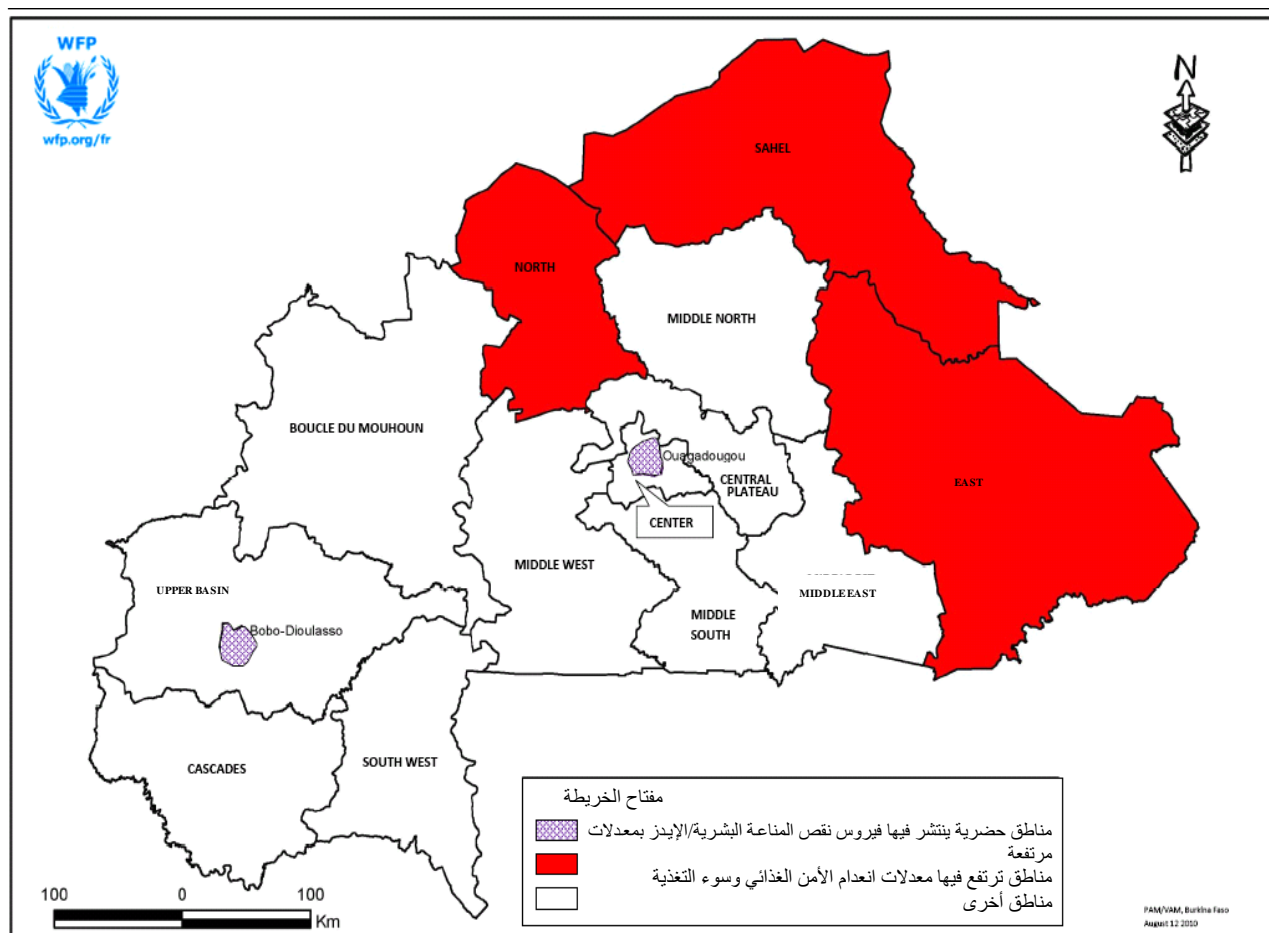 WFP
wfp.org/fr
N
SAHEL
NORTH
MIDDLE NORTH
BOUCLE DU MOUHOUN
Ouagadougou
CENTRAL
PLATEAU
EAST
CENTER
MIDDLE WEST
UPPER BASIN
MIDDLE EAST
MIDDLE
SOUTH
Bobo-Dioulasso
CASCADES
SOUTH WEST
مفتاح الخريطة
مناطق حضرية ينتشر فيها فيروس نقص المناعة البشرية/الإيدز بمعدلات
مرتفعة
مناطق ترتفع فيها معدلات انعدام الأمن الغذائي وسوء التغذية
مناطق أخرى
100 0 100
Km
PAM/VAM, Burkina Faso
August 12 2010